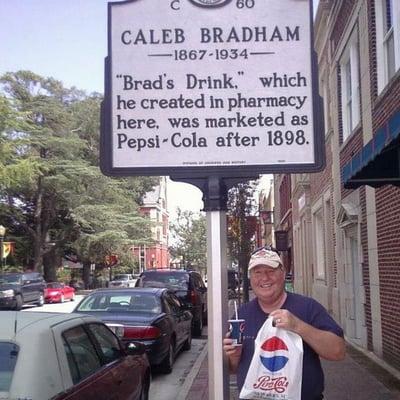 C 60
CALEB BRADHAM
1867-1934
"Brad's Drink," which
he created in pharmacy
here, was marketed as
Pepsi-Cola after 1898.
PEPSI-COLA